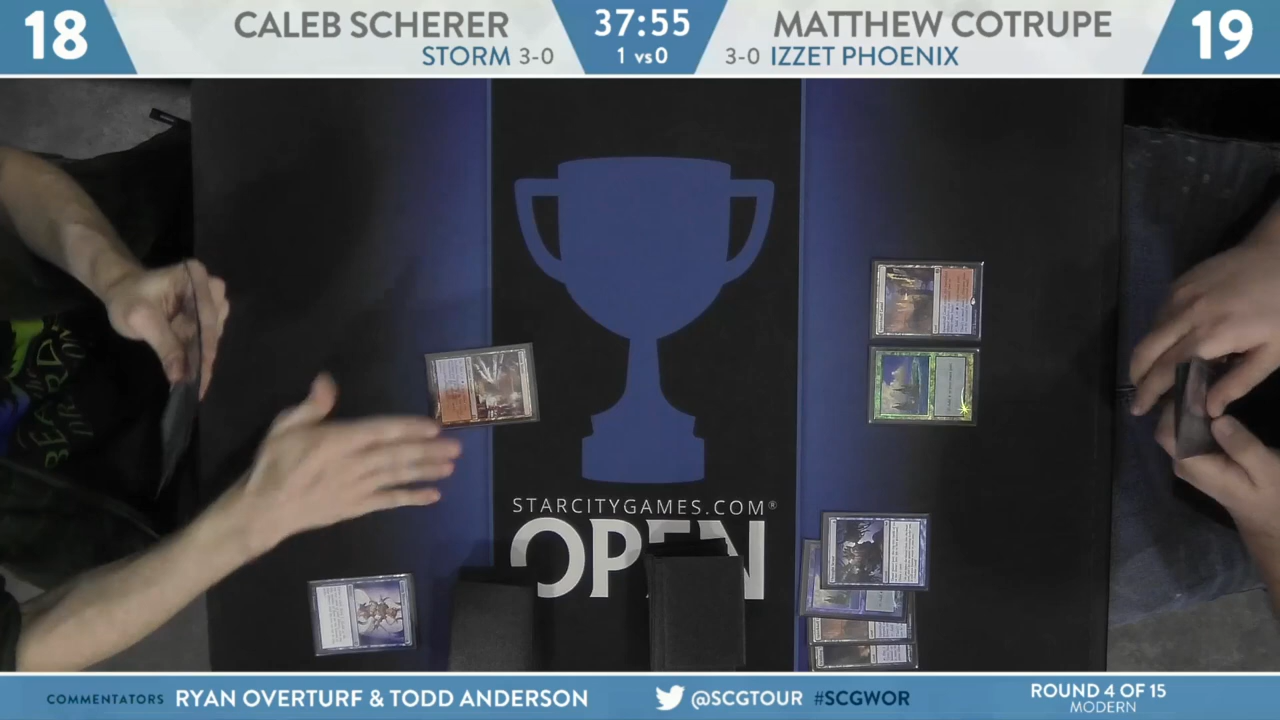 18
CALEB SCHERER
STORM 3-0
37:55
1 vs 0
MATTHEW COTRUPE
3-0 IZZET PHOENIX
19
STARCITYGAMES.COM®
OPEN
COMMENTATORS RYAN OVERTURF & TODD ANDERSON
@SCGTOUR #SCGWOR
ROUND 4 OF 15
MODERN